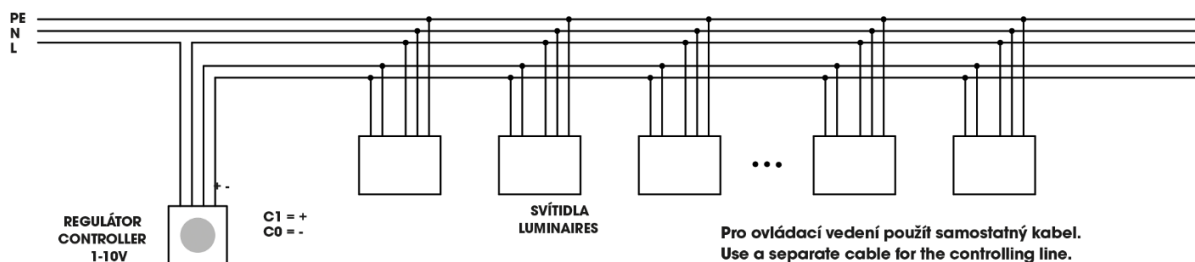 PE
N
L
+ -
REGULÁTOR
CONTROLLER
1-10V
C1 = +
C0 = -
SVÍTIDLA
LUMINAIRES
Pro ovládací vedení použít samostatný kabel.
Use a separate cable for the controlling line.